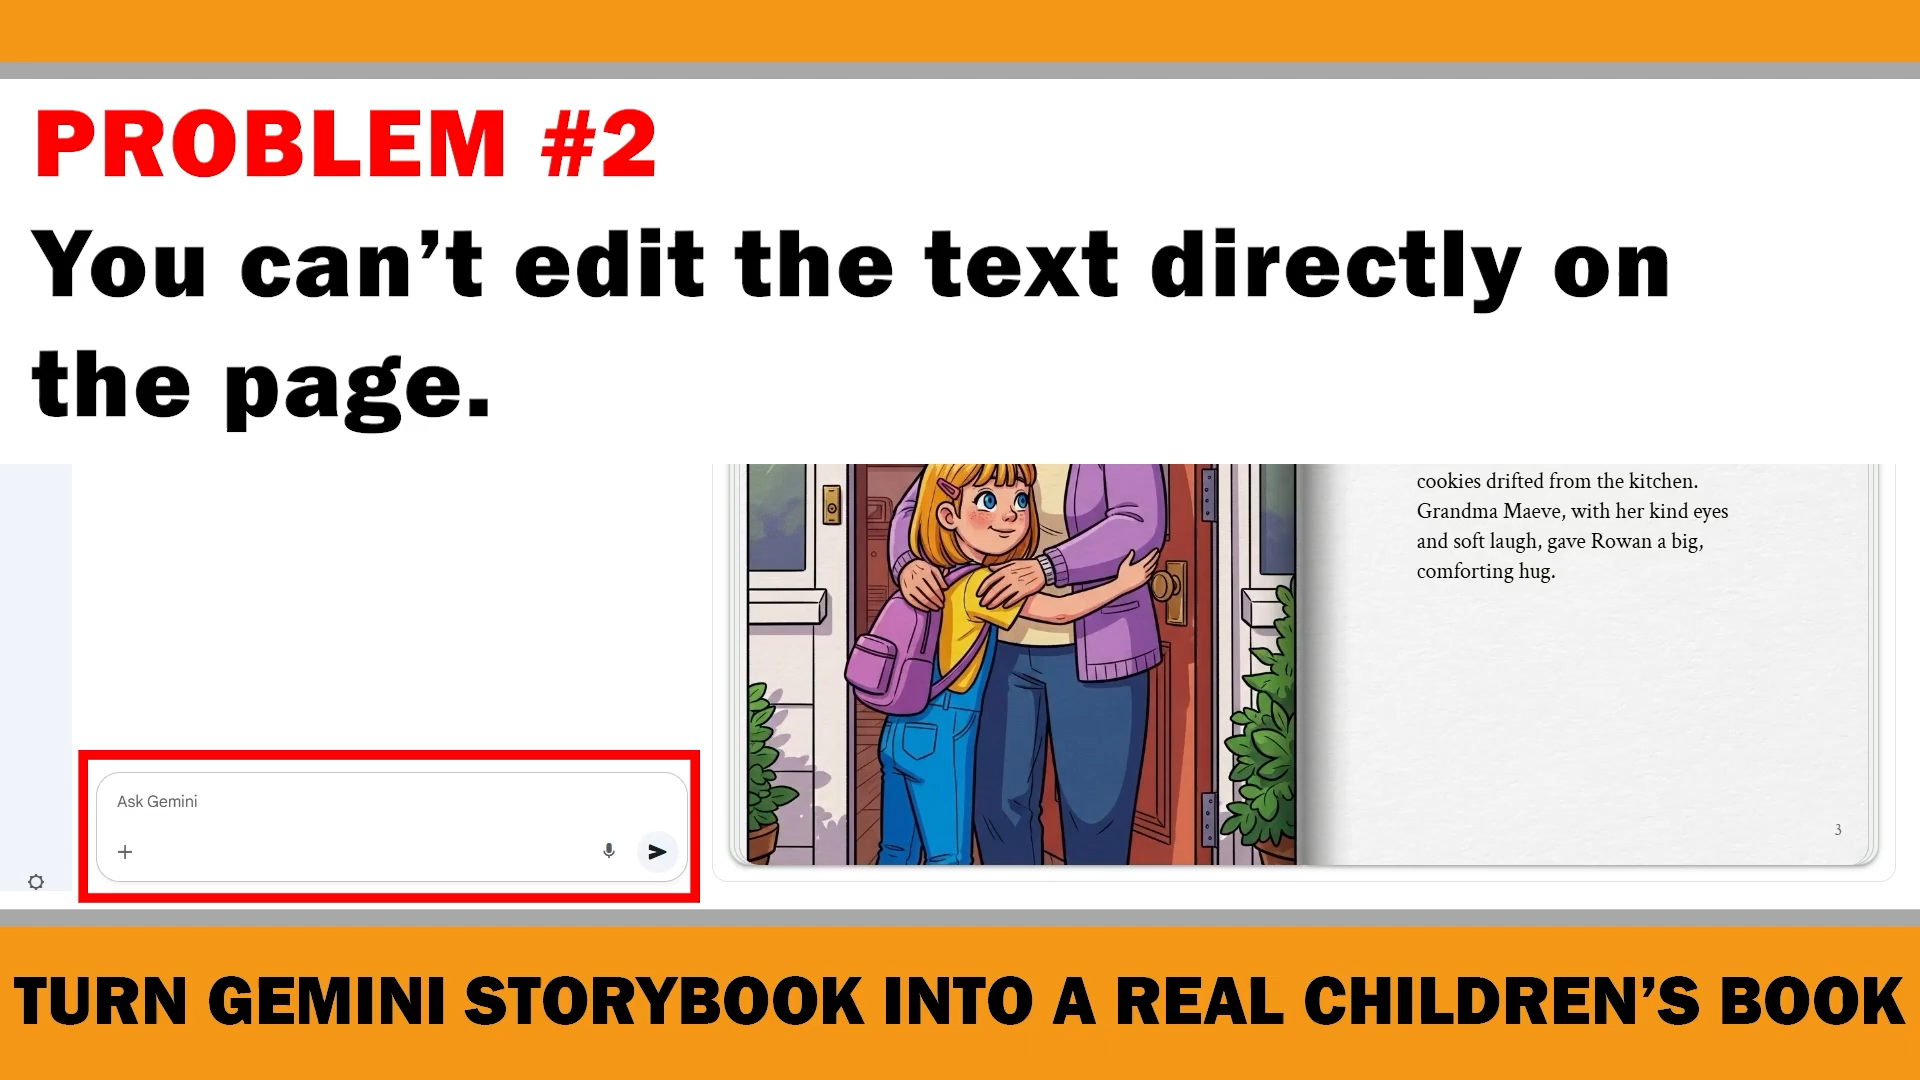 PROBLEM #2
You can’t edit the text directly on
the page.
cookies drifted from the kitchen.
Grandma Maeve, with her kind eyes
and soft laugh, gave Rowan a big,
comforting hug.
Ask Gemini
3
TURN GEMINI STORYBOOK INTO A REAL CHILDREN’S BOOK